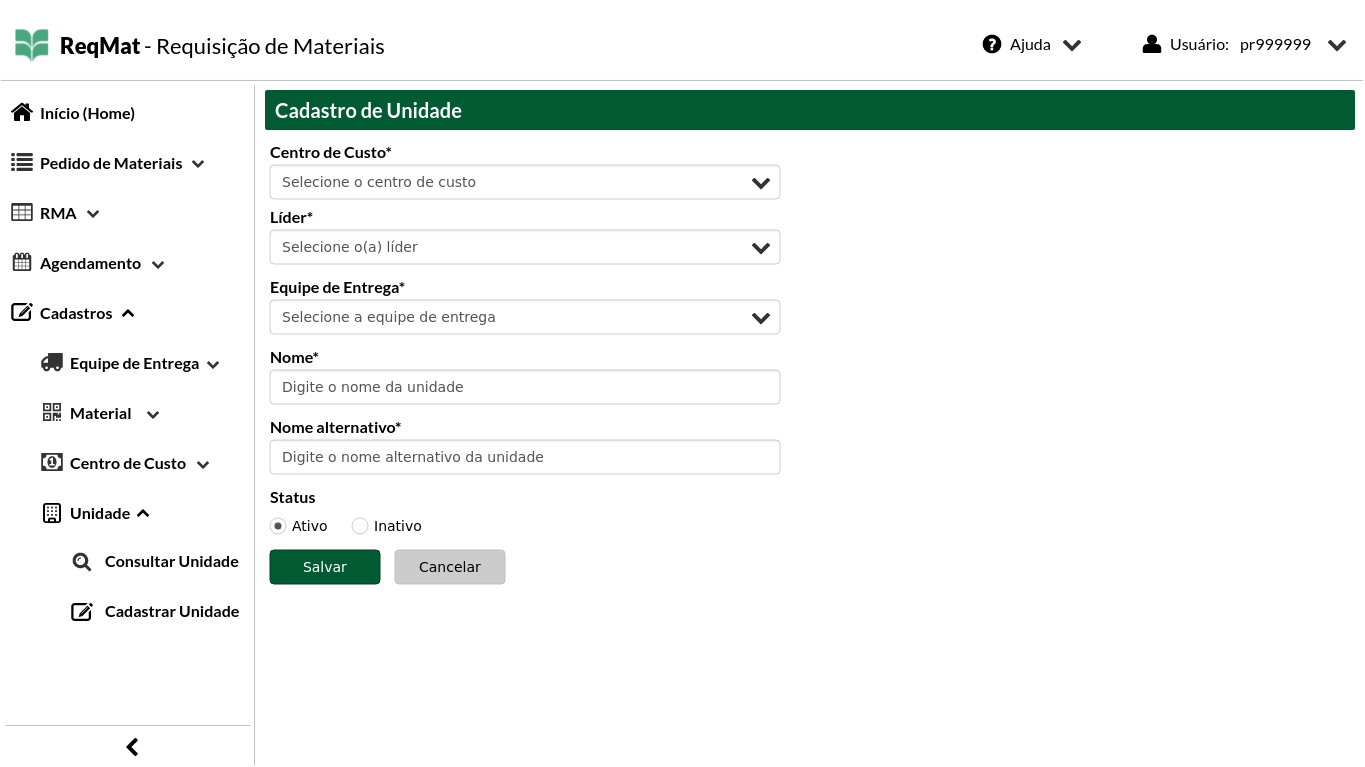 ReqMat - Requisição de Materiais
Ajuda
Usuário: pr999999
Início (Home)
Pedido de Materiais
RMA
Agendamento
Cadastros
Equipe de Entrega
Material
Centro de Custo
Unidade
Consultar Unidade
Cadastrar Unidade
Cadastro de Unidade
Centro de Custo*
Selecione o centro de custo
Líder*
Selecione o(a) líder
Equipe de Entrega*
Selecione a equipe de entrega
Nome*
Digite o nome da unidade
Nome alternativo*
Digite o nome alternativo da unidade
Status
Ativo Inativo
Salvar Cancelar